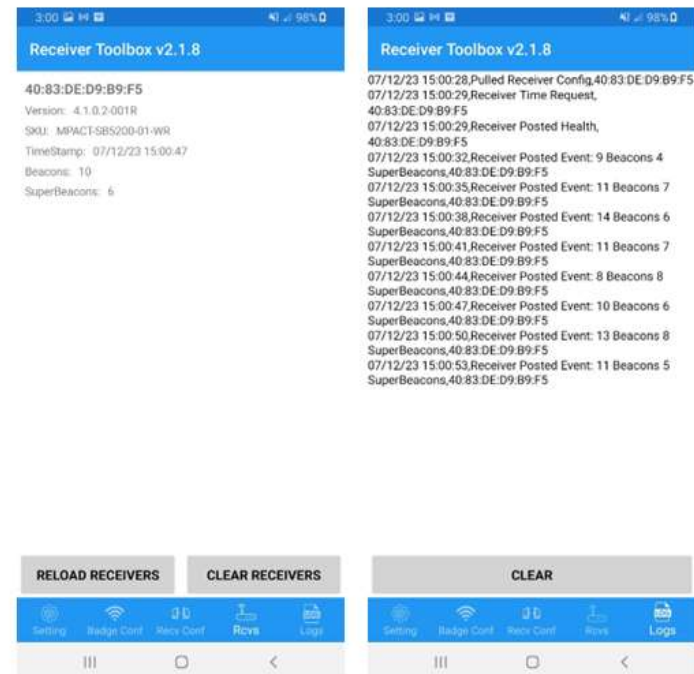 3:00 98%
Receiver Toolbox v2.1.8
40:83:DE:D9:B9:F5
Version: 4.1.0.2-001R
SKU: MPACT-SB5200-01-WR
TimeStamp: 07/12/23 15:00:47
Beacons: 10
SuperBeacons: 6
RELOAD RECEIVERS CLEAR RECEIVERS
Setting Badge Conf Recv Conf Rcvs Logs
3:00 98%
Receiver Toolbox v2.1.8
07/12/23 15:00:28,Pulled Receiver Config,40:83:DE:D9:B9:F5
07/12/23 15:00:29,Receiver Time Request,
40:83:DE:D9:B9:F5
07/12/23 15:00:29,Receiver Posted Health,
40:83:DE:D9:B9:F5
07/12/23 15:00:32,Receiver Posted Event: 9 Beacons 4
SuperBeacons,40:83:DE:D9:B9:F5
07/12/23 15:00:35,Receiver Posted Event: 11 Beacons 7
SuperBeacons,40:83:DE:D9:B9:F5
07/12/23 15:00:38,Receiver Posted Event: 14 Beacons 6
SuperBeacons,40:83:DE:D9:B9:F5
07/12/23 15:00:41,Receiver Posted Event: 11 Beacons 7
SuperBeacons,40:83:DE:D9:B9:F5
07/12/23 15:00:44,Receiver Posted Event: 8 Beacons 8
SuperBeacons,40:83:DE:D9:B9:F5
07/12/23 15:00:47,Receiver Posted Event: 10 Beacons 6
SuperBeacons,40:83:DE:D9:B9:F5
07/12/23 15:00:50,Receiver Posted Event: 13 Beacons 8
SuperBeacons,40:83:DE:D9:B9:F5
07/12/23 15:00:53,Receiver Posted Event: 11 Beacons 5
SuperBeacons,40:83:DE:D9:B9:F5
CLEAR
Setting Badge Conf Recv Conf Rcvs Logs